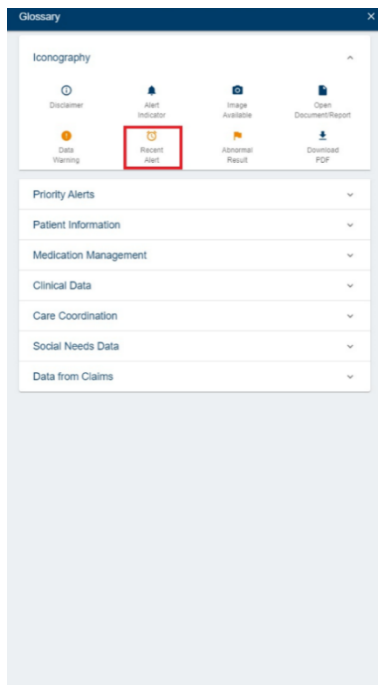 Glossary
Iconography
Disclaimer
Alert
Indicator
Image
Available
Open
Document/Report
Data
Warning
Recent
Alert
Abnormal
Result
Download
PDF
Priority Alerts
Patient Information
Medication Management
Clinical Data
Care Coordination
Social Needs Data
Data from Claims